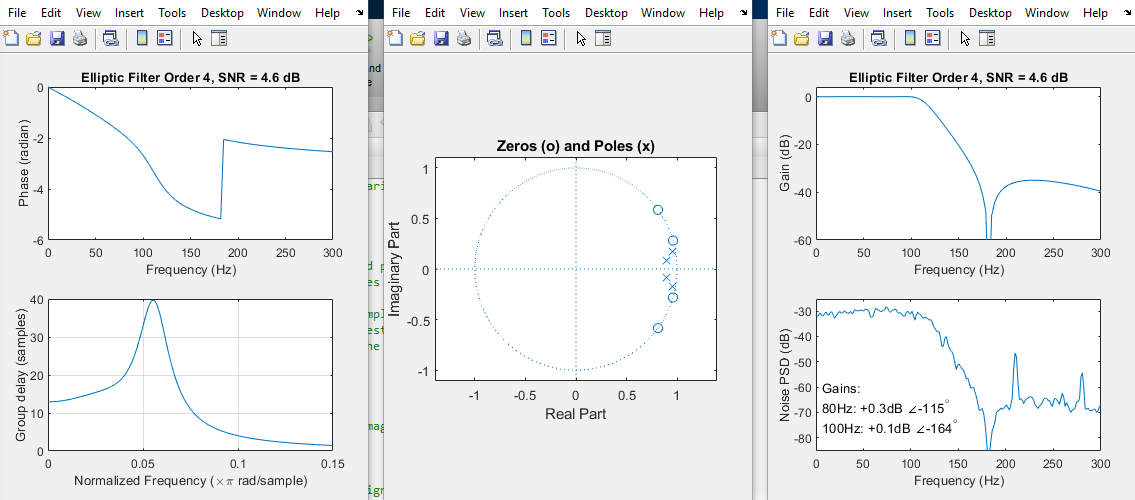 File Edit View Insert Tools Desktop Window Help
Elliptic Filter Order 4, SNR = 4.6 dB
Phase (radian)
0
-2
-4
-6
0 50 100 150 200 250 300
Frequency (Hz)
Group delay (samples)
40
30
20
10
0
0 0.05 0.1 0.15
Normalized Frequency (×π rad/sample)
File Edit View Insert Tools Desktop Window Help
Zeros (o) and Poles (x)
Imaginary Part
1
0.5
0
-0.5
-1
-1 -0.5 0 0.5 1
Real Part
File Edit View Insert Tools Desktop Window Help
Elliptic Filter Order 4, SNR = 4.6 dB
Gain (dB)
0
-20
-40
-60
0 50 100 150 200 250 300
Frequency (Hz)
Noise PSD (dB)
-30
-40
-50
-60
-70
-80
Gains:
80Hz: +0.3dB ∠-115°
100Hz: +0.1dB ∠-164°
0 50 100 150 200 250 300
Frequency (Hz)